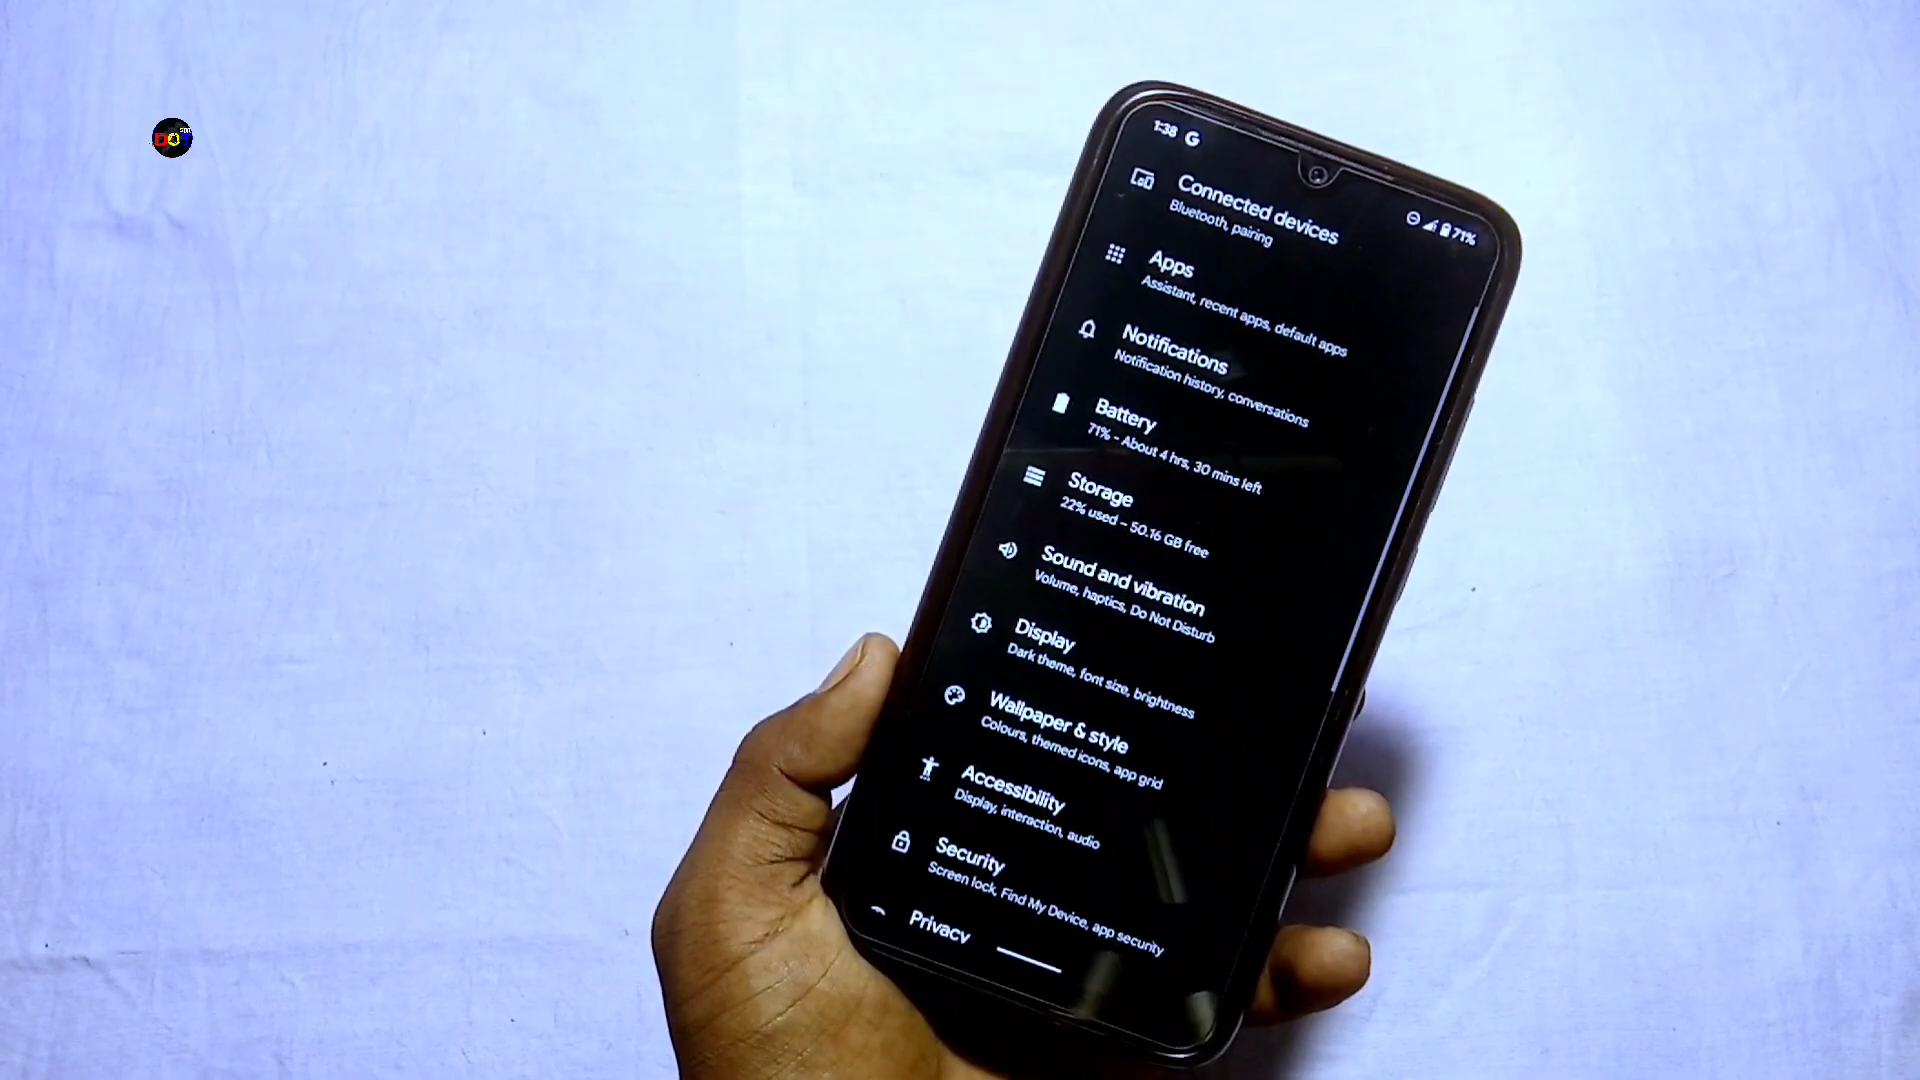 1:38 G
71%
Connected devices
Bluetooth, pairing
Apps
Assistant, recent apps, default apps
Notifications
Notification history, conversations
Battery
71% - About 4 hrs, 30 mins left
Storage
22% used - 50.16 GB free
Sound and vibration
Volume, haptics, Do Not Disturb
Display
Dark theme, font size, brightness
Wallpaper & style
Colours, themed icons, app grid
Accessibility
Display, interaction, audio
Security
Screen lock, Find My Device, app security
Privacy